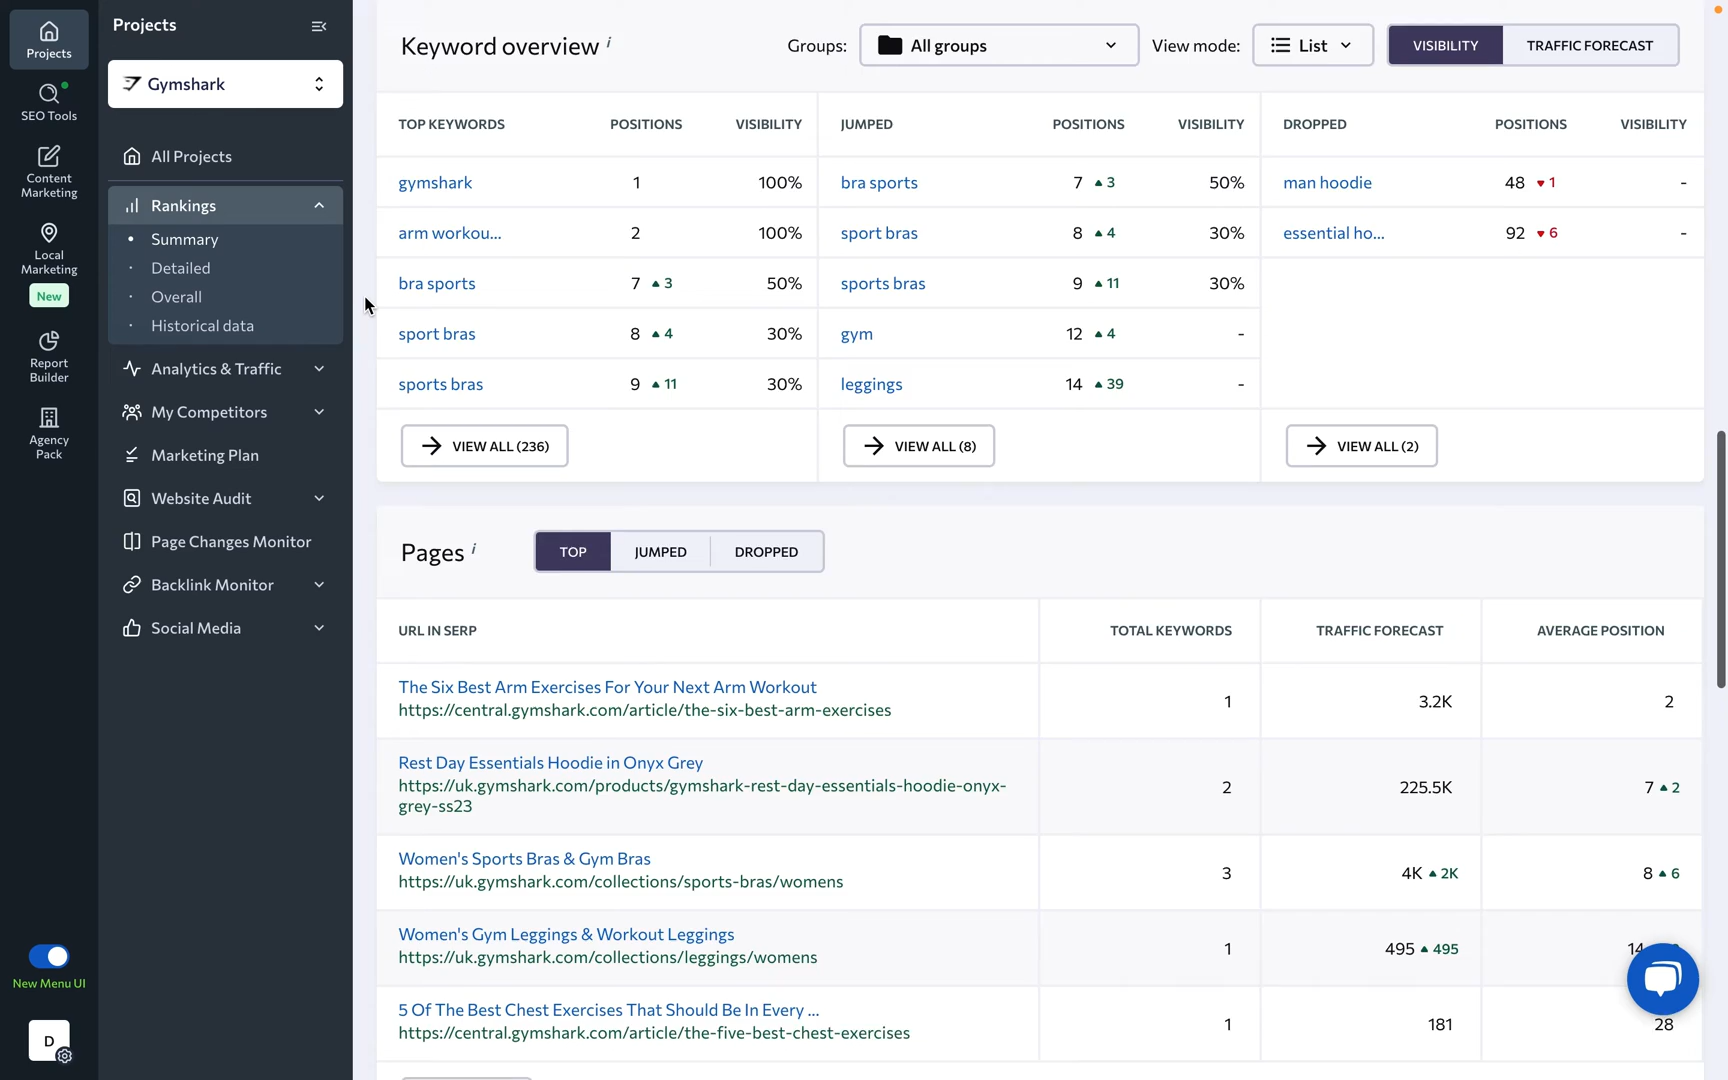 Projects
SEO Tools
Content
Marketing
Local
Marketing
New
Report
Builder
Agency
Pack
New Menu UI
D
Projects
Gymshark
All Projects
Rankings
Summary
Detailed
Overall
Historical data
Analytics & Traffic
My Competitors
Marketing Plan
Website Audit
Page Changes Monitor
Backlink Monitor
Social Media
Keyword overview i
Groups: All groups View mode: List VISIBILITY TRAFFIC FORECAST
TOP KEYWORDS POSITIONS VISIBILITY JUMPED POSITIONS VISIBILITY DROPPED POSITIONS VISIBILITY
gymshark 1 100% bra sports 7 ▲ 3 50% man hoodie 48 ▼ 1 -
arm workou... 2 100% sport bras 8 ▲ 4 30% essential ho... 92 ▼ 6 -
bra sports 7 ▲ 3 50% sports bras 9 ▲ 11 30%
sport bras 8 ▲ 4 30% gym 12 ▲ 4 -
sports bras 9 ▲ 11 30% leggings 14 ▲ 39 -
VIEW ALL (236) VIEW ALL (8) VIEW ALL (2)
Pages i TOP JUMPED DROPPED
URL IN SERP TOTAL KEYWORDS TRAFFIC FORECAST AVERAGE POSITION
The Six Best Arm Exercises For Your Next Arm Workout
https://central.gymshark.com/article/the-six-best-arm-exercises
1 3.2K 2
Rest Day Essentials Hoodie in Onyx Grey
https://uk.gymshark.com/products/gymshark-rest-day-essentials-hoodie-onyx-
grey-ss23
2 225.5K 7 ▲ 2
Women's Sports Bras & Gym Bras
https://uk.gymshark.com/collections/sports-bras/womens
3 4K ▲ 2K 8 ▲ 6
Women's Gym Leggings & Workout Leggings
https://uk.gymshark.com/collections/leggings/womens
1 495 ▲ 495 14
5 Of The Best Chest Exercises That Should Be In Every ...
https://central.gymshark.com/article/the-five-best-chest-exercises
1 181 28